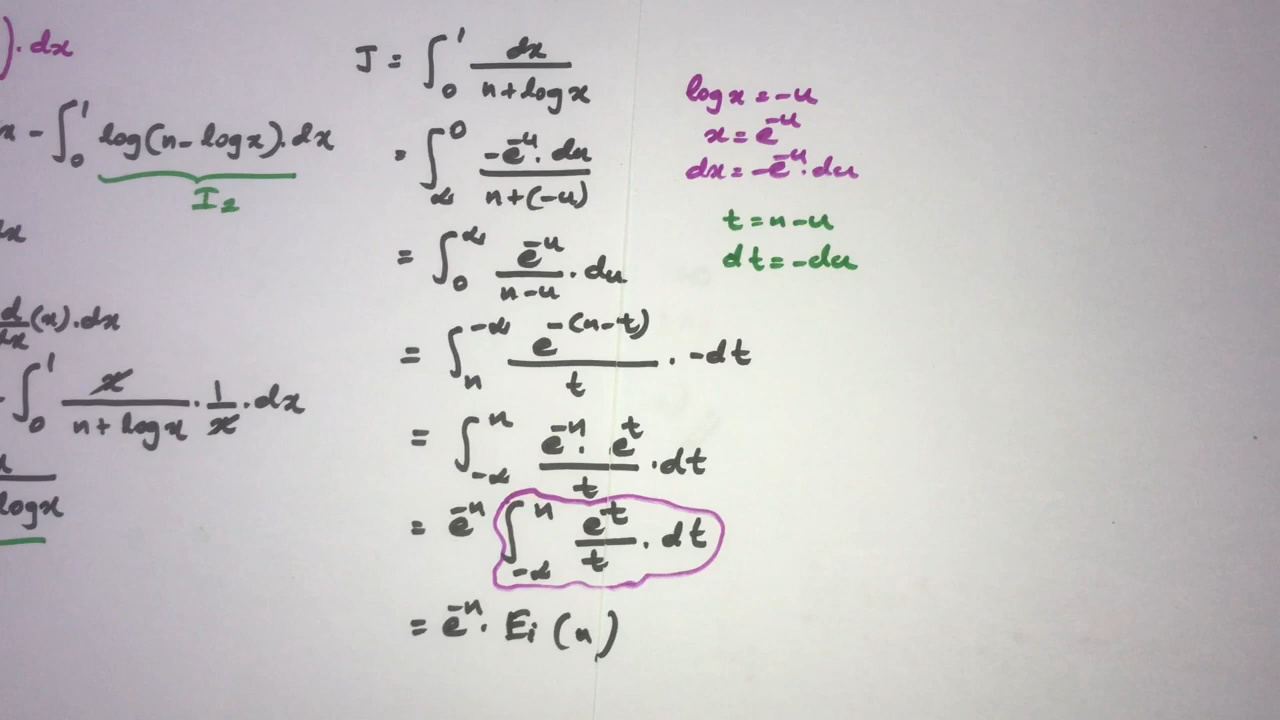 ). dx
x - ∫₀¹ log(n - log x). dx
I₂
dx
d/dx (x). dx
- ∫₀¹ x/(n + log x) . 1/x . dx
x
log x
J = ∫₀¹ dx/(n + log x)
= ∫_∝^0 -e^-u . du/(n + (-u))
= ∫_0^∝ e^-u/(n - u) . du
= ∫_n^-∝ e^-(n-t)/t . -dt
= ∫_-∝^n e^-n . e^t/t . dt
= e^-n ∫_-∝^n e^t/t . dt
= e^-n . Ei (n)
log x = -u
x = e^-u
dx = -e^-u . du
t = n - u
dt = -du